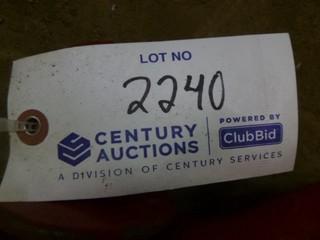 LOT NO
2240
CENTURY AUCTIONS
POWERED BY
ClubBid
A DIVISION OF CENTURY SERVICES